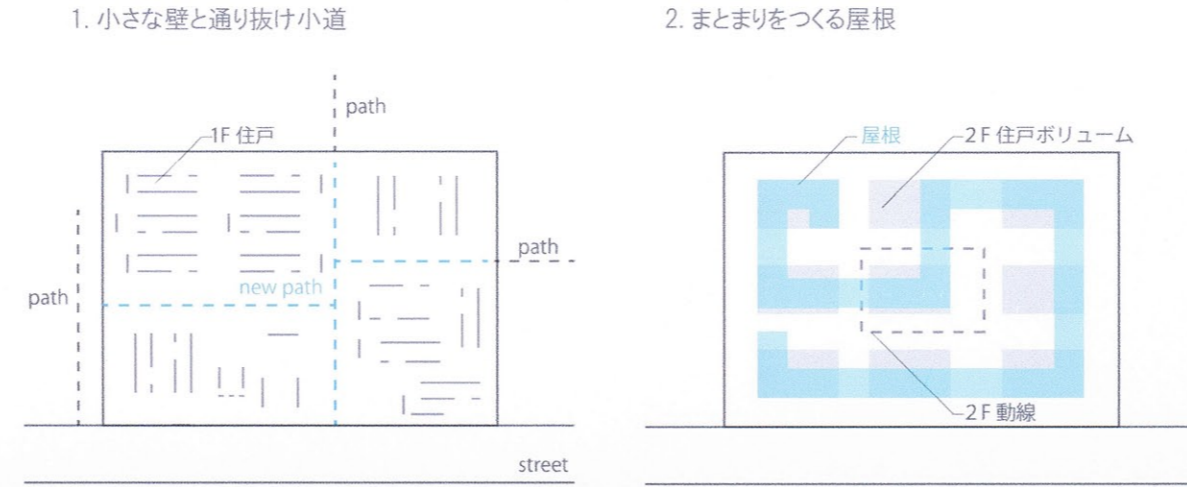 1. 小さな壁と通り抜け小道
path
1F 住戸
path
path
new path
street
2. まとまりをつくる屋根
屋根
2F 住戸ボリューム
2F 動線